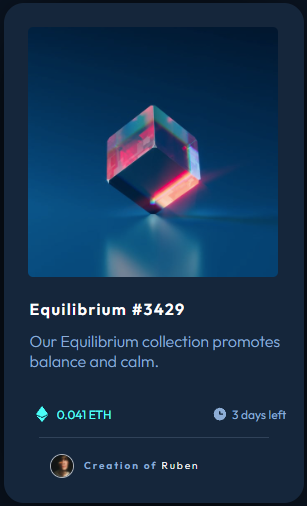 Equilibrium #3429
Our Equilibrium collection promotes
balance and calm.
0.041 ETH 3 days left
Creation of Ruben